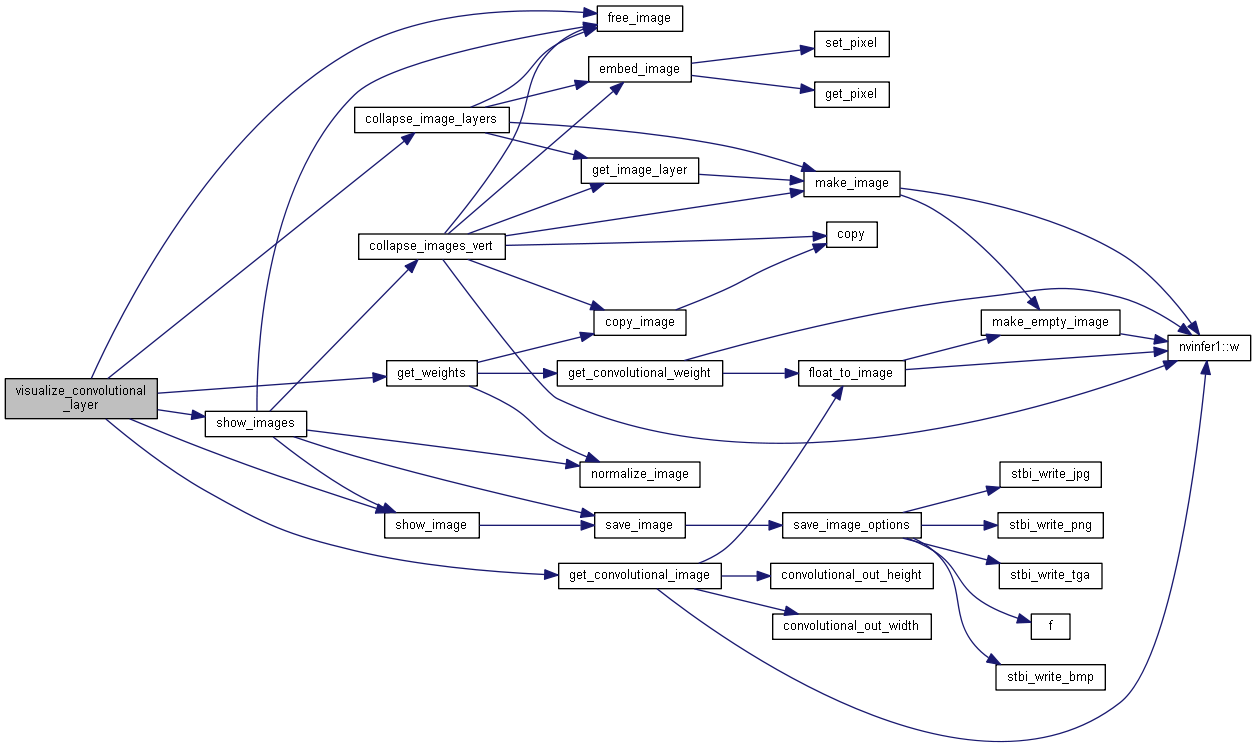 free_image
set_pixel
embed_image
get_pixel
collapse_image_layers
get_image_layer
make_image
copy
collapse_images_vert
copy_image
make_empty_image
nvinfer1::w
get_weights
get_convolutional_weight
float_to_image
visualize_convolutional
_layer
show_images
normalize_image
stbi_write_jpg
show_image
save_image
save_image_options
stbi_write_png
get_convolutional_image
convolutional_out_height
stbi_write_tga
convolutional_out_width
f
stbi_write_bmp